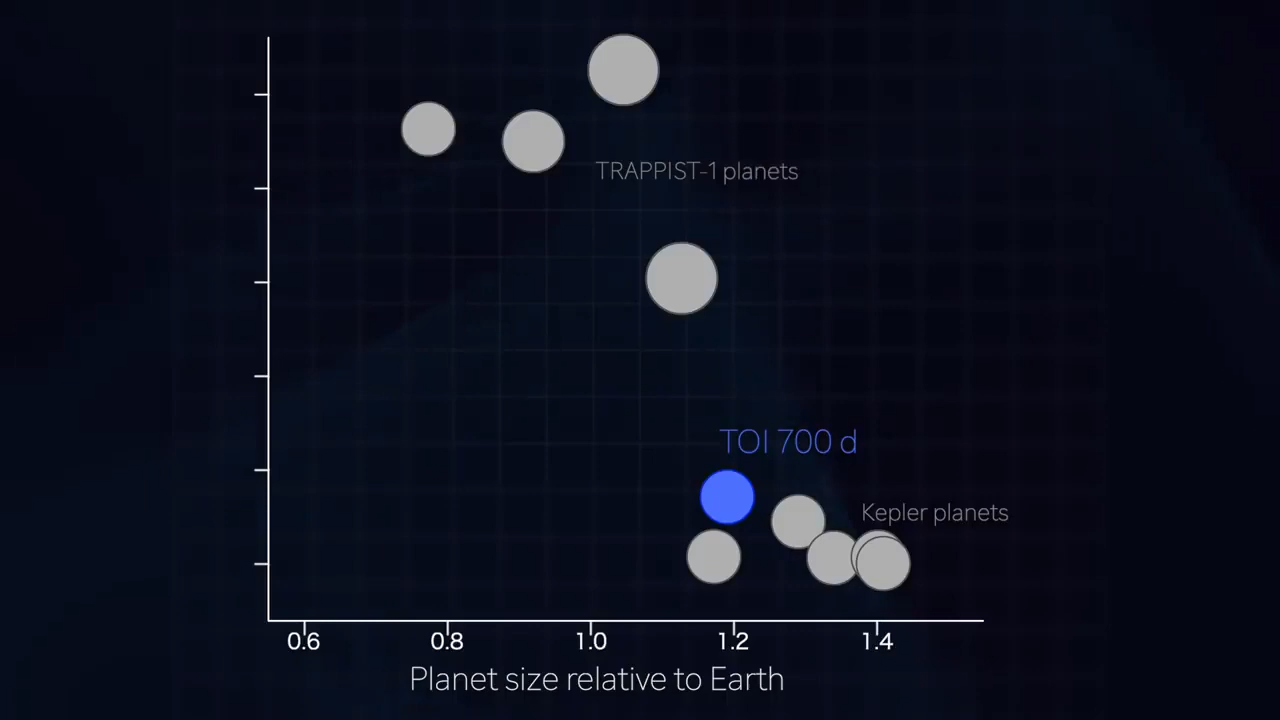 TRAPPIST-1 planets
TOI 700 d
Kepler planets
0.6 0.8 1.0 1.2 1.4
Planet size relative to Earth